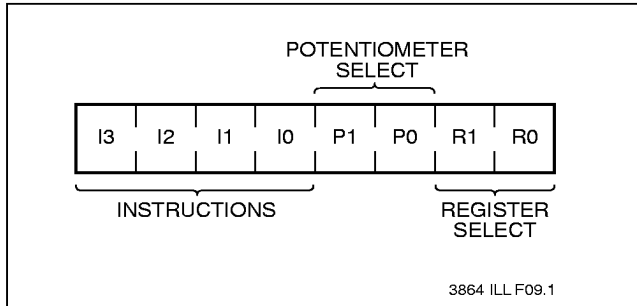 POTENTIOMETER
SELECT
I3 I2 I1 I0 P1 P0 R1 R0
INSTRUCTIONS
REGISTER
SELECT
3864 ILL F09.1